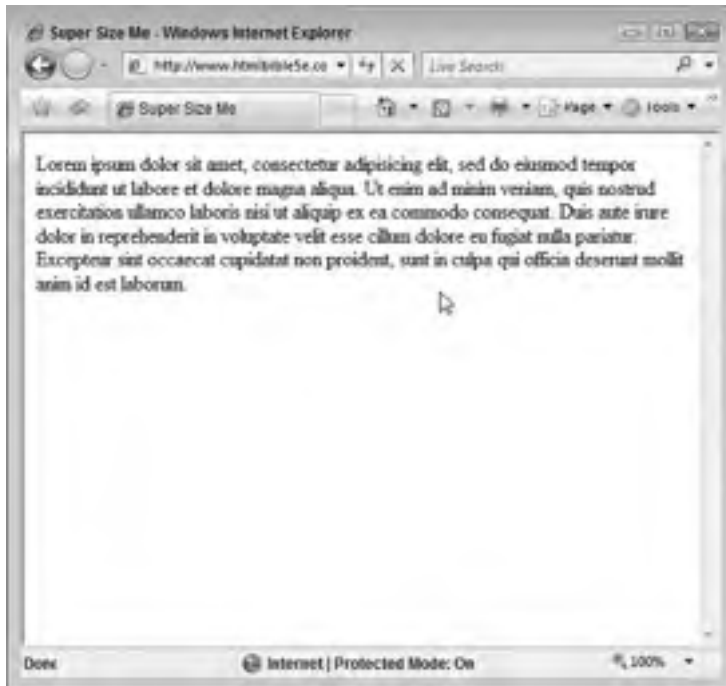 Super Size Me - Windows Internet Explorer
http://www.htmlbible5e.co
Live Search
Super Size Me
Page
Tools
Lorem ipsum dolor sit amet, consectetur adipisicing elit, sed do eiusmod tempor
incididunt ut labore et dolore magna aliqua. Ut enim ad minim veniam, quis nostrud
exercitation ullamco laboris nisi ut aliquip ex ea commodo consequat. Duis aute irure
dolor in reprehenderit in voluptate velit esse cillum dolore eu fugiat nulla pariatur.
Excepteur sint occaecat cupidatat non proident, sunt in culpa qui officia deserunt mollit
anim id est laborum.
Done
Internet | Protected Mode: On
100%